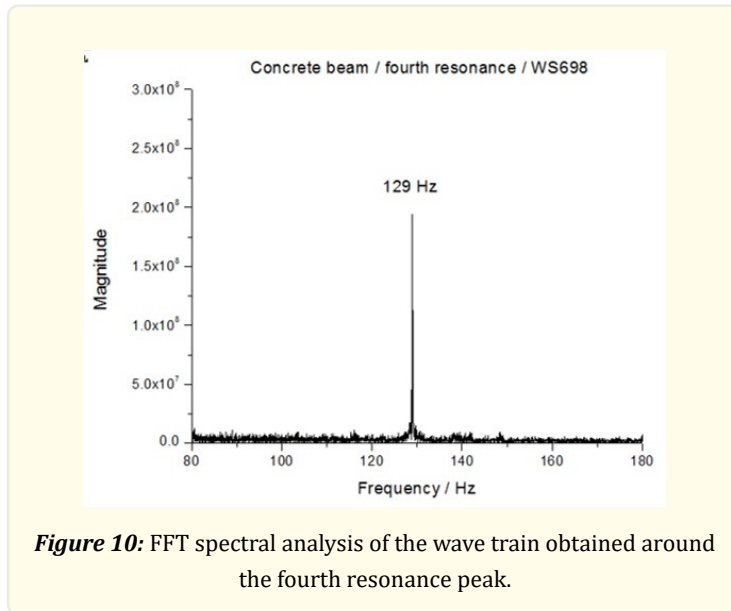 Concrete beam / fourth resonance / WS698
3.0x10⁸
2.5x10⁸
129 Hz
2.0x10⁸
1.5x10⁸
1.0x10⁸
5.0x10⁷
0.0
Magnitude
80 100 120 140 160 180
Frequency / Hz
Figure 10: FFT spectral analysis of the wave train obtained around
the fourth resonance peak.